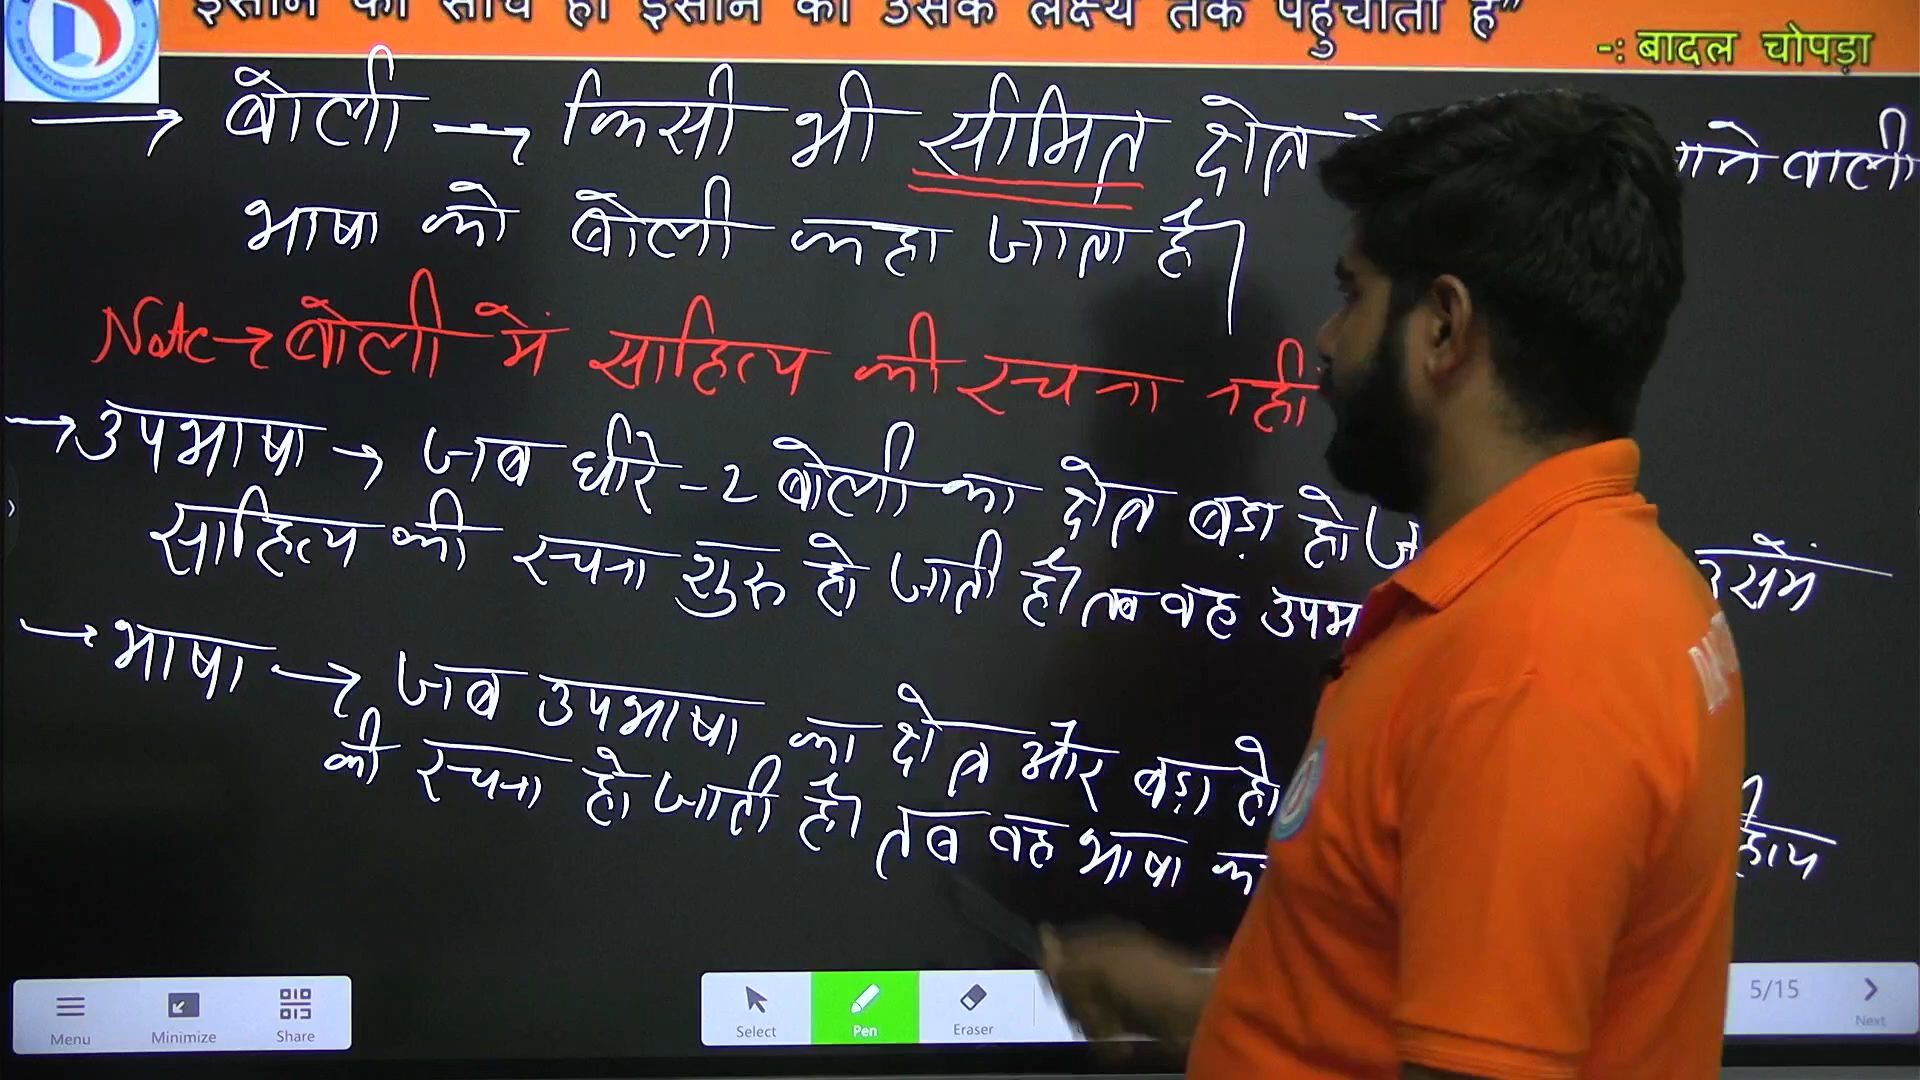 इंसान की सोच ही इंसान को उसके लक्ष्य तक पहुंचाती है”
-: बादल चोपड़ा
→ बोली → किसी भी सीमित क्षेत्र वाली
भाषा को बोली कहा जाता है।
Note → बोली में साहित्य की रचना नहीं
→ उपभाषा → जब धीरे-2 बोली का क्षेत्र बड़ा हो उसमें
साहित्य की रचना शुरू हो जाती है। तब वह
→ भाषा → जब उपभाषा का क्षेत्र और बड़ा हो
की रचना हो जाती है। तब वह भाषा
Menu Minimize Share Select Pen Eraser 5/15 Next